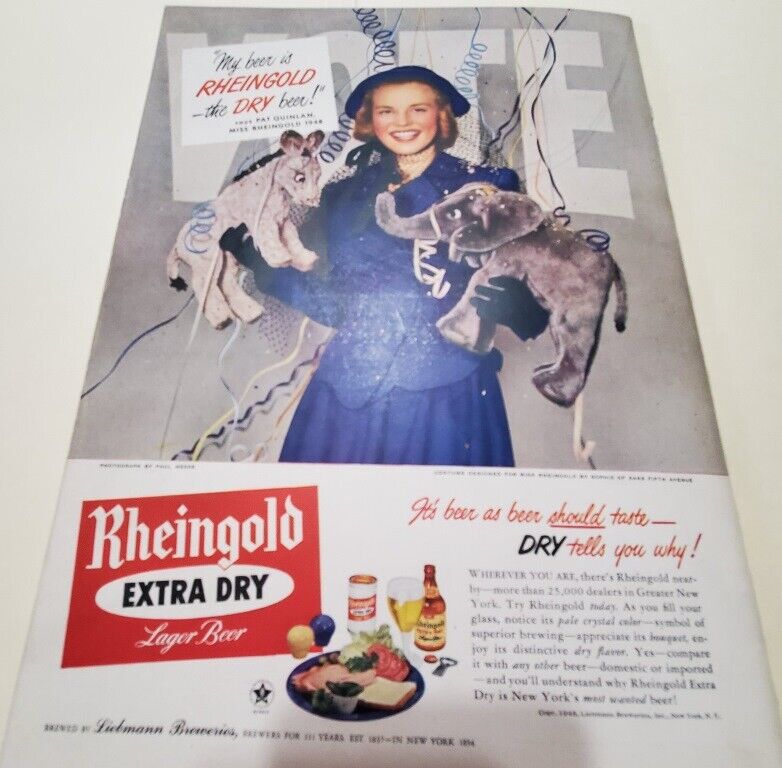 VOTE
"My beer is
RHEINGOLD
—the DRY beer!"
says PAT QUINLAN,
MISS RHEINGOLD 1948
PHOTOGRAPH BY PAUL HESSE
COSTUME DESIGNED FOR MISS RHEINGOLD BY SOPHIE OF SAKS FIFTH AVENUE
Rheingold
EXTRA DRY
Lager Beer
It's beer as beer should taste—
DRY tells you why!
WHEREVER YOU ARE, there's Rheingold near-
by—more than 25,000 dealers in Greater New
York. Try Rheingold today. As you fill your
glass, notice its pale crystal color—symbol of
superior brewing—appreciate its bouquet, en-
joy its distinctive dry flavor. Yes—compare
it with any other beer—domestic or imported
—and you'll understand why Rheingold Extra
Dry is New York's most wanted beer!
Copr. 1948, Liebmann Breweries, Inc., New York, N. Y.
Rheingold
EXTRA DRY
Rheingold
BREWED BY Liebmann Breweries, BREWERS FOR 111 YEARS EST. 1837—IN NEW YORK 1854